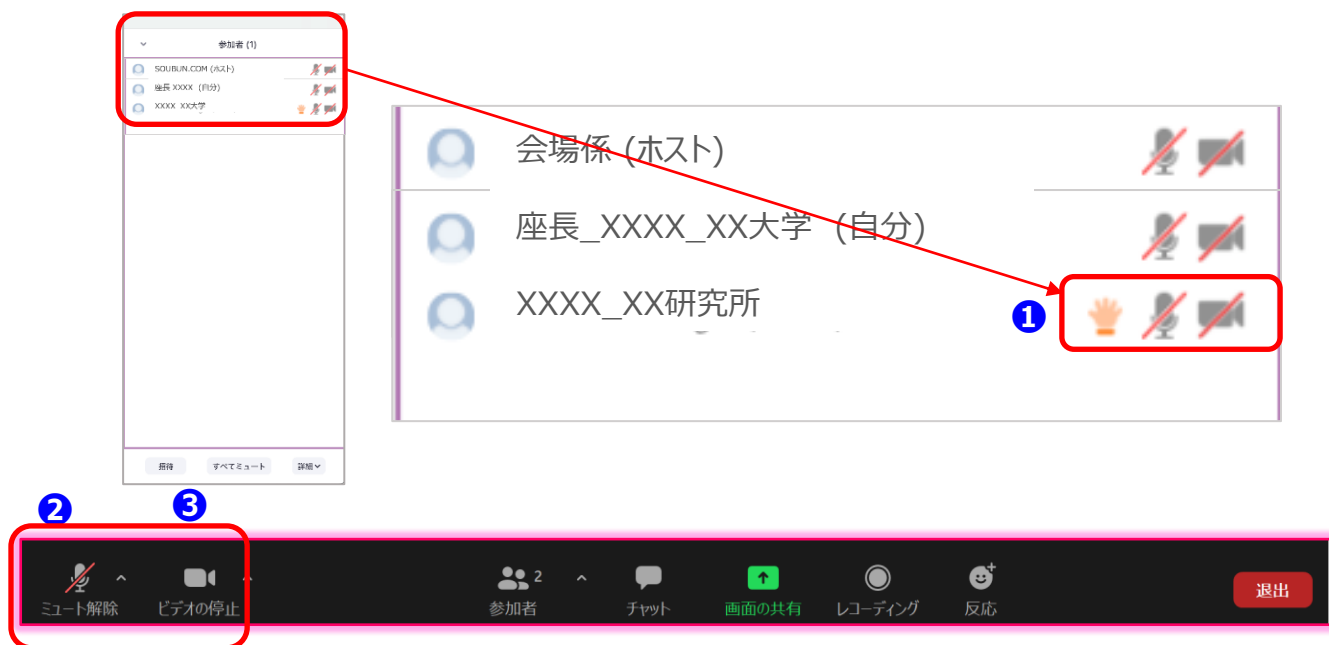 参加者 (1)
SOUBUN.COM (ホスト)
座長 XXXX (自分)
XXXX XX大学
招待 すべてミュート 詳細
会場係 (ホスト)
座長_XXXX_XX大学 (自分)
XXXX_XX研究所
❶
❷ ❸
2
ミュート解除 ビデオの停止 参加者 チャット 画面の共有 レコーディング 反応 退出